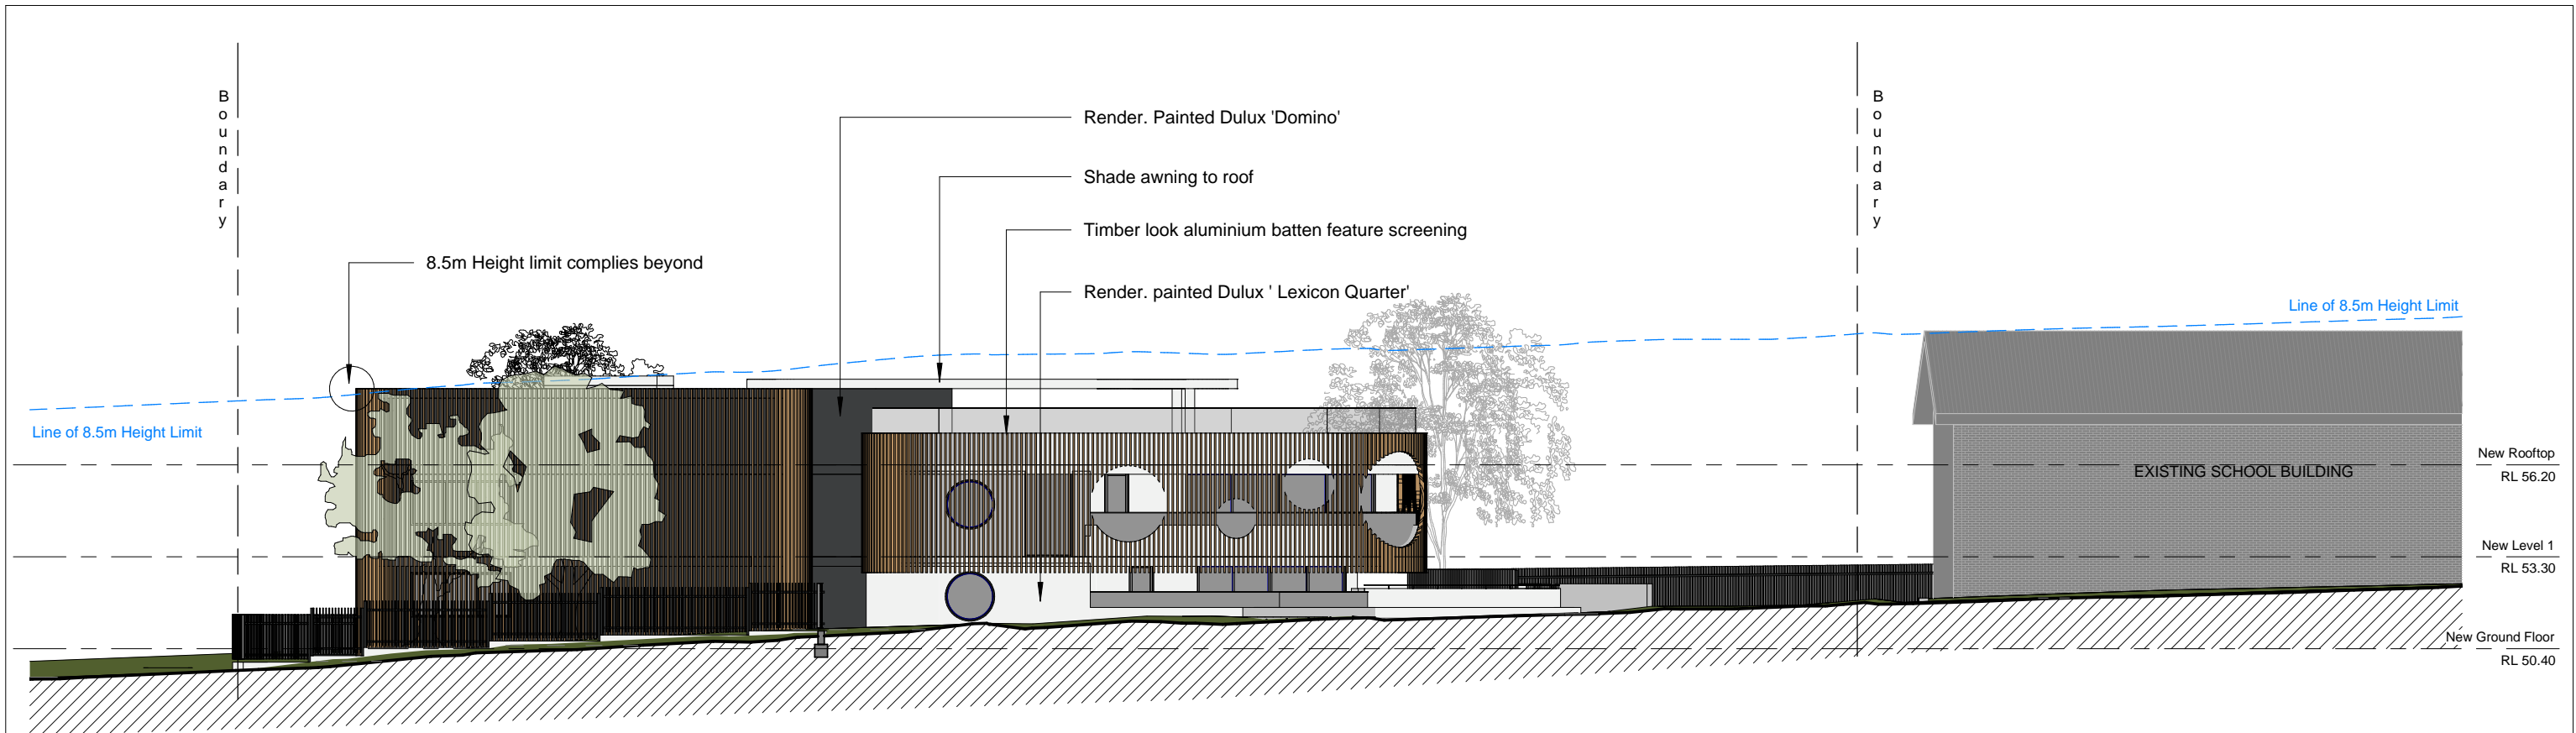 Boundary
Boundary
Render. Painted Dulux 'Domino'
Shade awning to roof
Timber look aluminium batten feature screening
8.5m Height limit complies beyond
Render. painted Dulux ' Lexicon Quarter'
Line of 8.5m Height Limit
Line of 8.5m Height Limit
New Rooftop
EXISTING SCHOOL BUILDING
RL 56.20
New Level 1
RL 53.30
New Ground Floor
RL 50.40